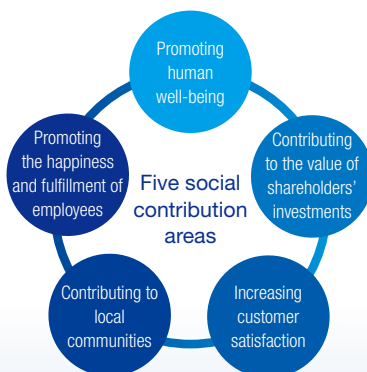 Promoting
human
well-being
Promoting
the happiness
and fulfillment of
employees
Contributing
to the value of
shareholders'
investments
Five social
contribution
areas
Contributing to
local
communities
Increasing
customer
satisfaction